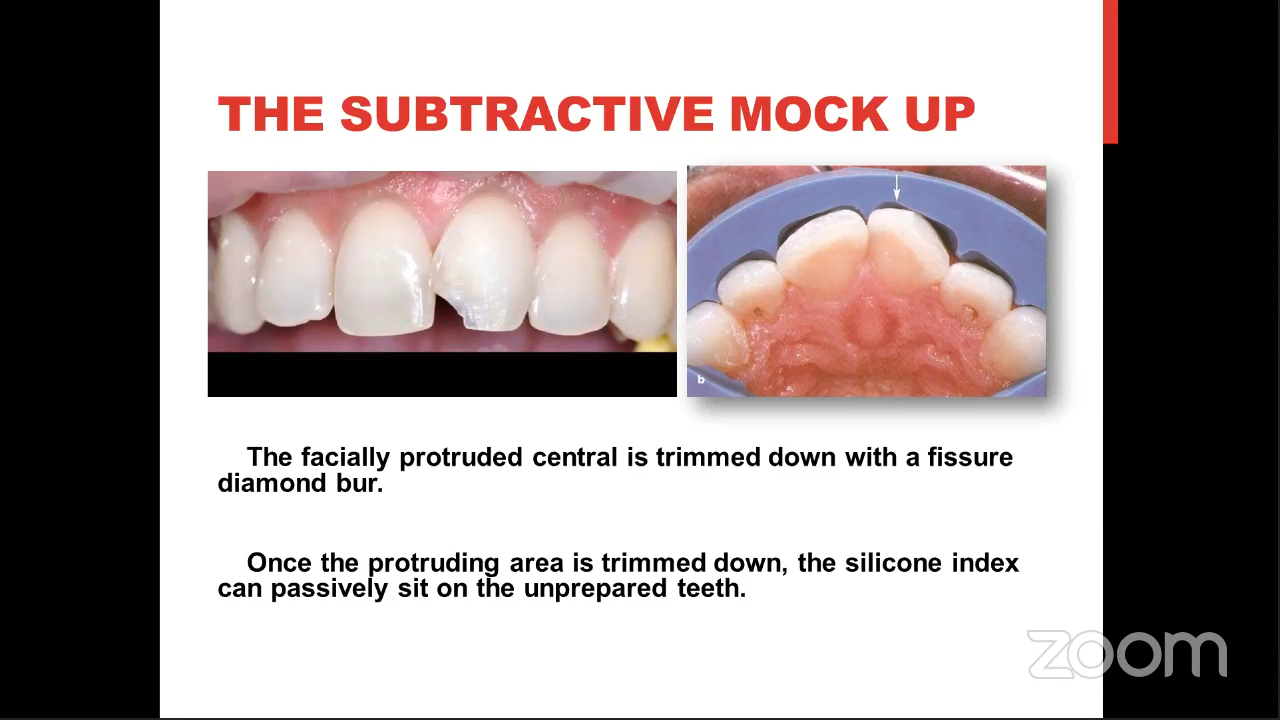 THE SUBTRACTIVE MOCK UP
b
The facially protruded central is trimmed down with a fissure
diamond bur.
Once the protruding area is trimmed down, the silicone index
can passively sit on the unprepared teeth.
zoom